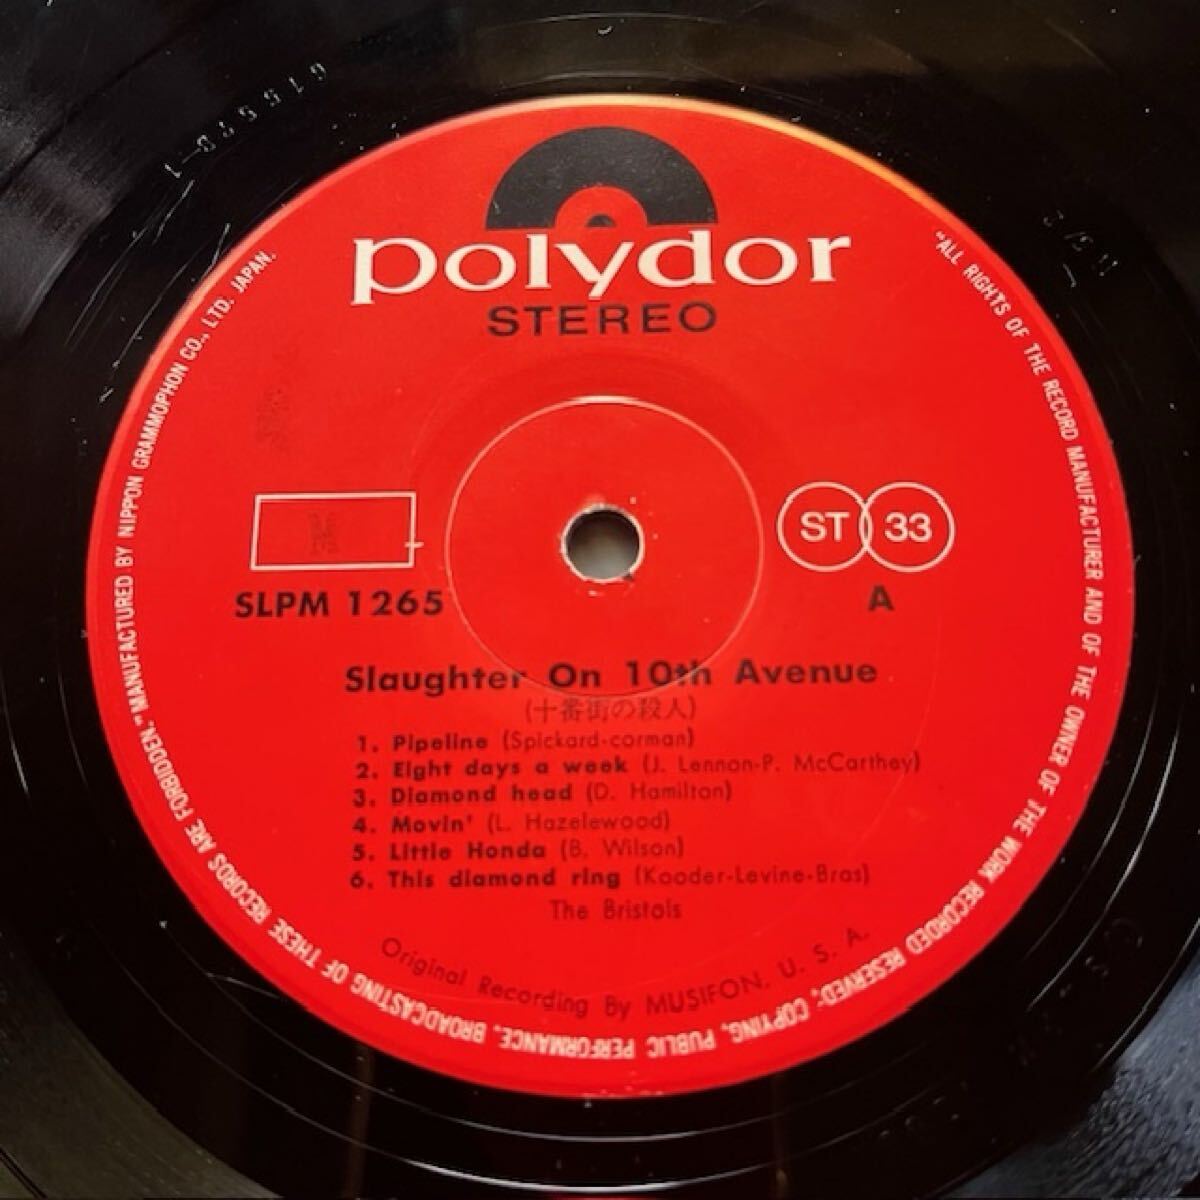 polydor
STEREO
"MANUFACTURED BY NIPPON GRAMMOPHON CO., LTD. JAPAN.
"ALL RIGHTS OF THE RECORD MANUFACTURER AND OF THE OWNER OF THE WORK RECORDED RESERVED; COPYING, PUBLIC PERFORMANCE, BROADCASTING OF THESE RECORDS ARE FORBIDDEN."
ST 33
SLPM 1265
A
Slaughter On 10th Avenue
(十番街の殺人)
1. Pipeline (Spickard-corman)
2. Eight days a week (J. Lennon-P. McCarthey)
3. Diamond head (D. Hamilton)
4. Movin' (L. Hazelewood)
5. Little Honda (B. Wilson)
6. This diamond ring (Kooder-Levine-Bras)
The Bristols
Original Recording By MUSIFON, U. S. A.